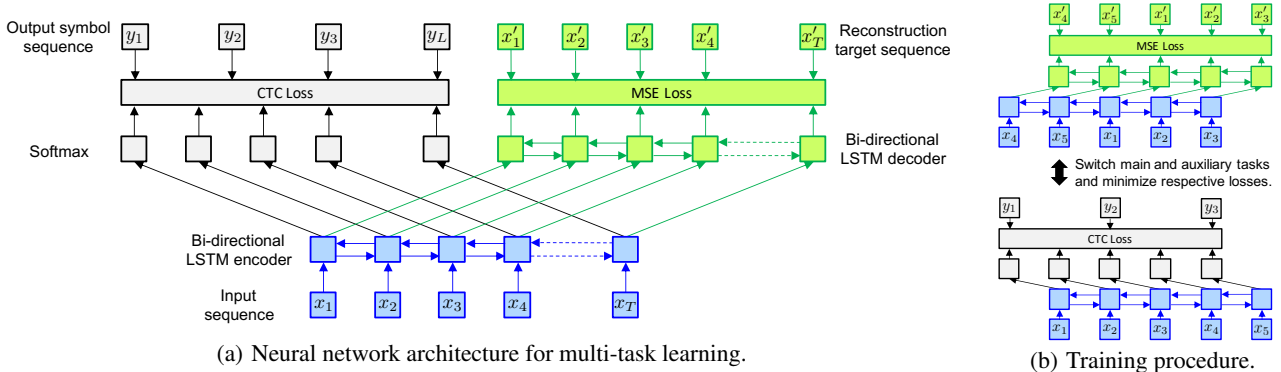 Output symbol
sequence
y₁ y₂ y₃ y_L
x′₁ x′₂ x′₃ x′₄ x′_T
Reconstruction
target sequence
CTC Loss
MSE Loss
Softmax
Bi-directional
LSTM decoder
Bi-directional
LSTM encoder
Input
sequence
x₁ x₂ x₃ x₄ x_T
(a) Neural network architecture for multi-task learning.
x′₄ x′₅ x′₁ x′₂ x′₃
MSE Loss
x₄ x₅ x₁ x₂ x₃
Switch main and auxiliary tasks
and minimize respective losses.
y₁ y₂ y₃
CTC Loss
x₁ x₂ x₃ x₄ x₅
(b) Training procedure.